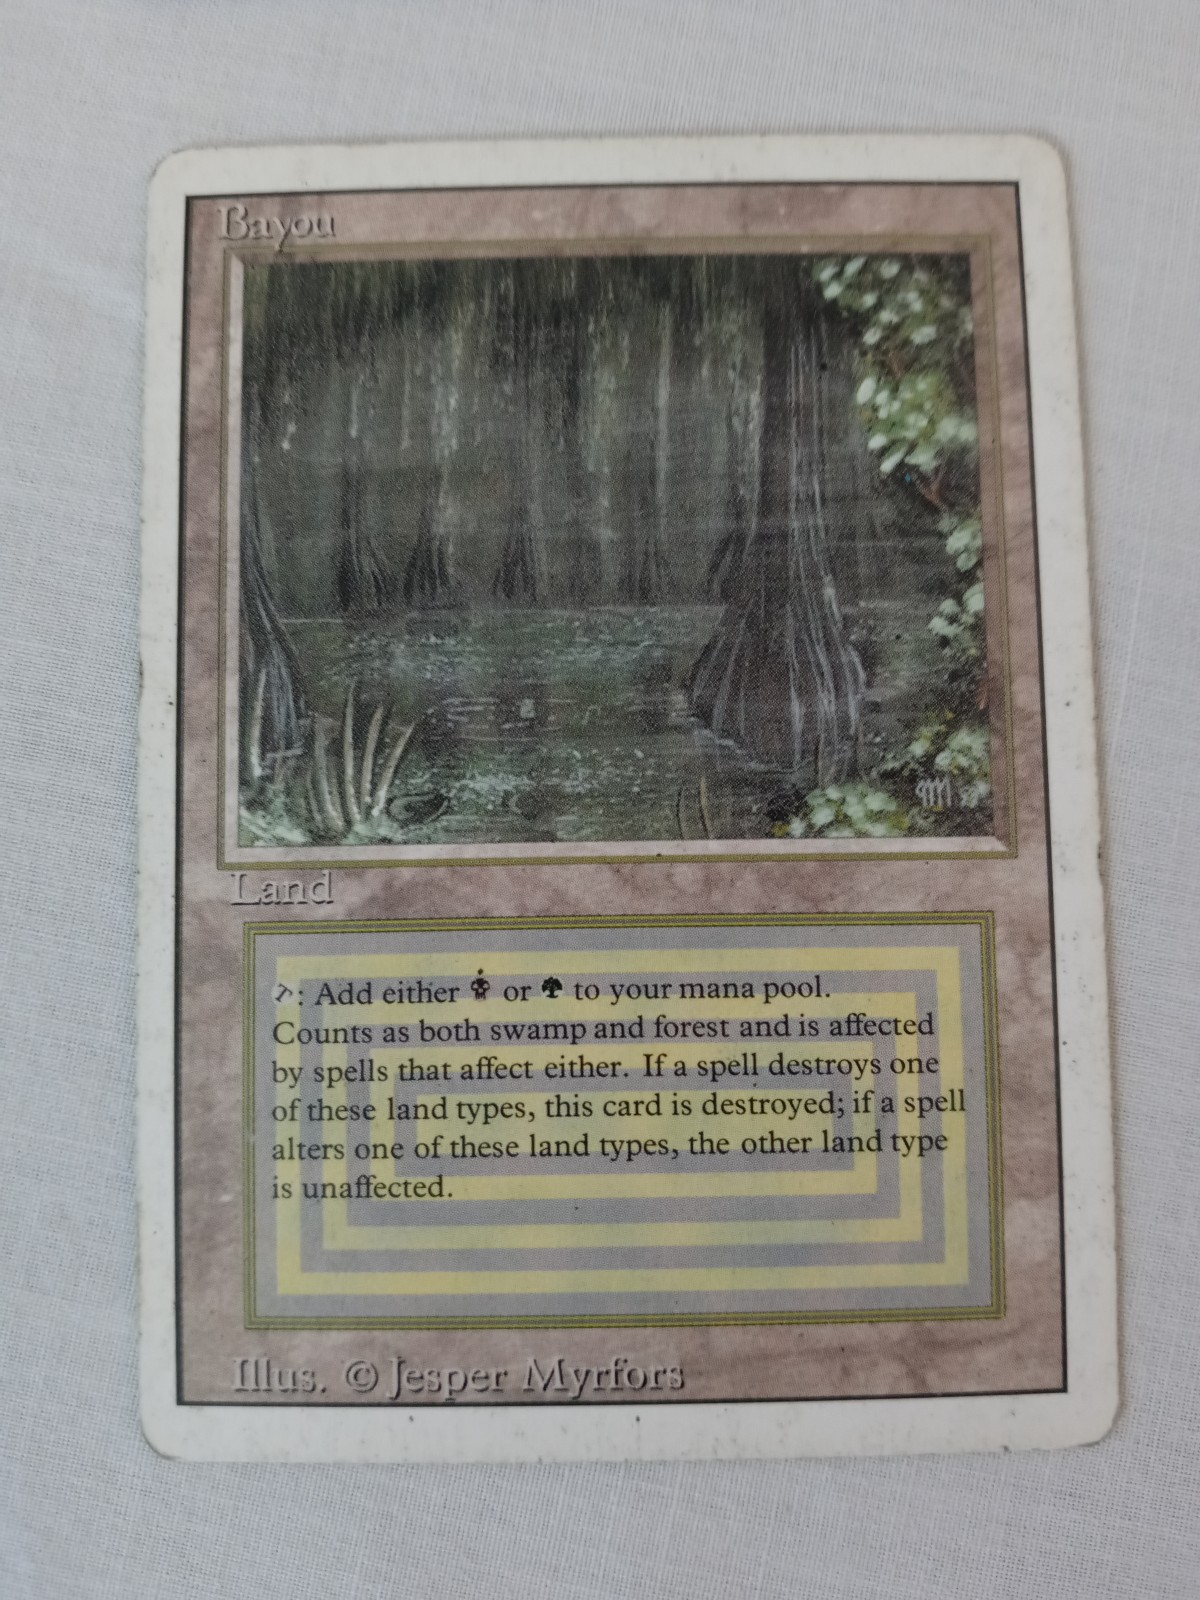 Bayou
Land
: Add either or to your mana pool.
Counts as both swamp and forest and is affected
by spells that affect either. If a spell destroys one
of these land types, this card is destroyed; if a spell
alters one of these land types, the other land type
is unaffected.
Illus. © Jesper Myrfors